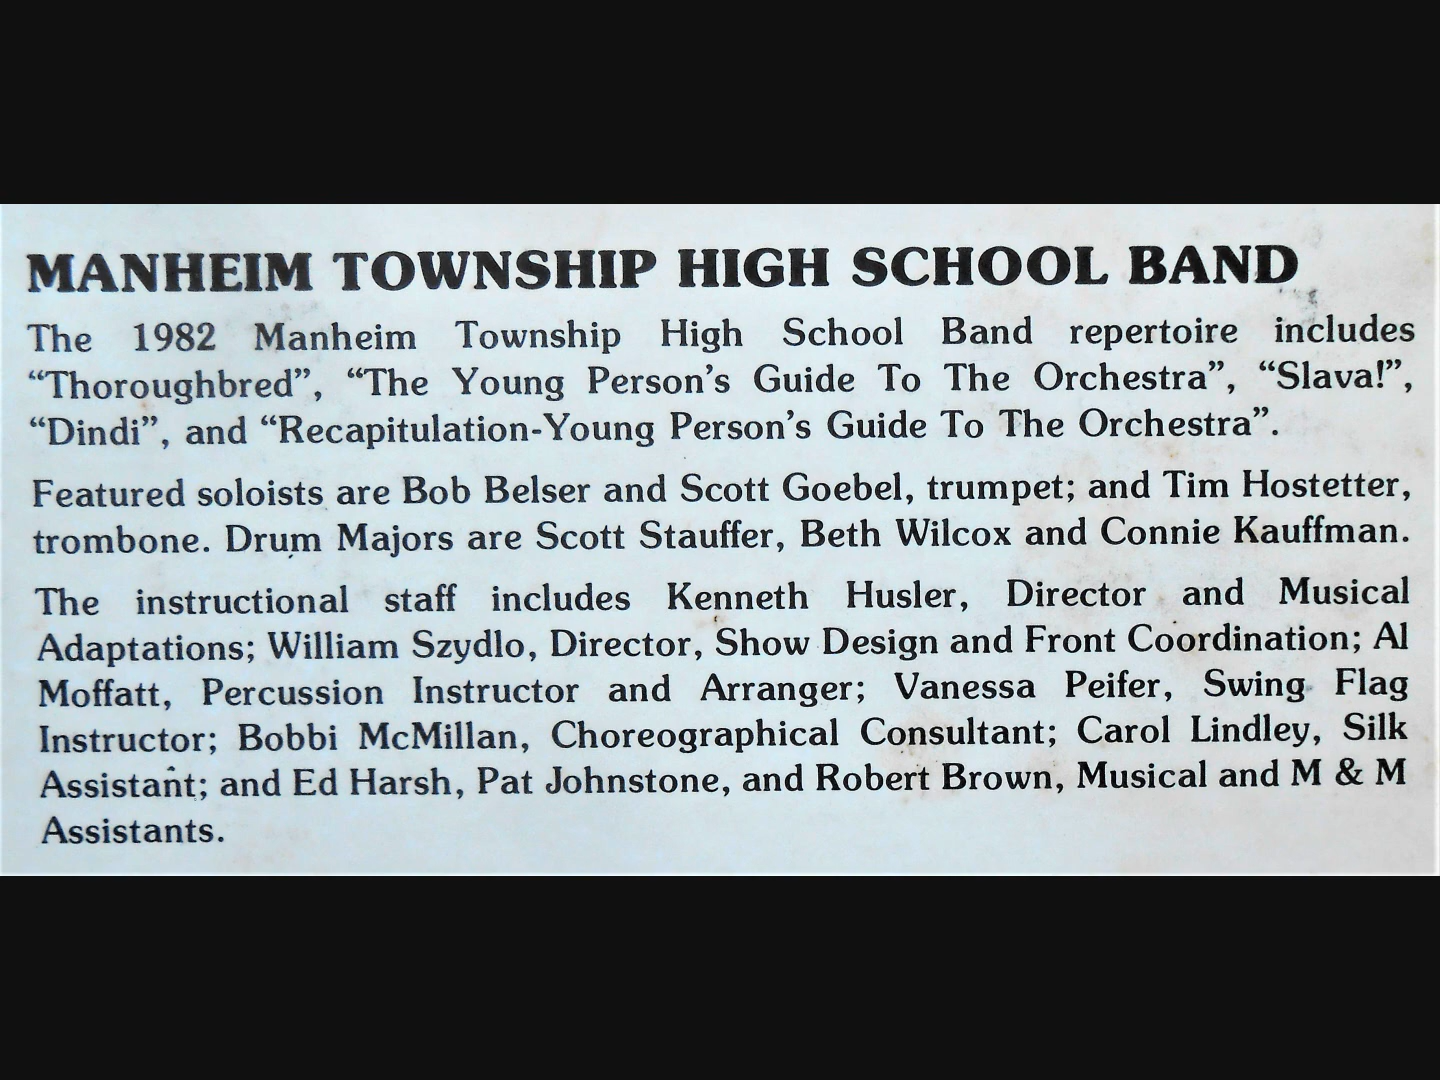 MANHEIM TOWNSHIP HIGH SCHOOL BAND
The 1982 Manheim Township High School Band repertoire includes
“Thoroughbred”, “The Young Person’s Guide To The Orchestra”, “Slava!”,
“Dindi”, and “Recapitulation-Young Person’s Guide To The Orchestra”.
Featured soloists are Bob Belser and Scott Goebel, trumpet; and Tim Hostetter,
trombone. Drum Majors are Scott Stauffer, Beth Wilcox and Connie Kauffman.
The instructional staff includes Kenneth Husler, Director and Musical
Adaptations; William Szydlo, Director, Show Design and Front Coordination; Al
Moffatt, Percussion Instructor and Arranger; Vanessa Peifer, Swing Flag
Instructor; Bobbi McMillan, Choreographical Consultant; Carol Lindley, Silk
Assistant; and Ed Harsh, Pat Johnstone, and Robert Brown, Musical and M & M
Assistants.